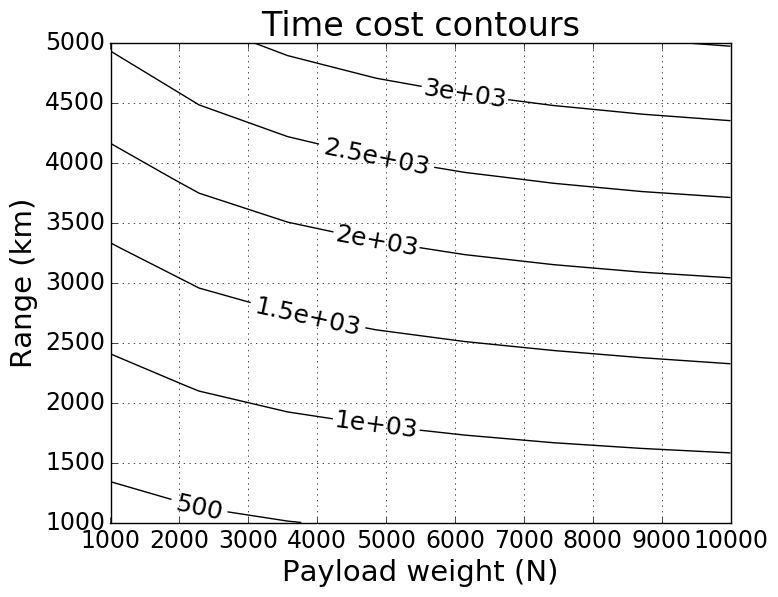 Time cost contours
5000
4500
4000
3500
3000
2500
2000
1500
1000
Range (km)
3e+03
2.5e+03
2e+03
1.5e+03
1e+03
500
1000 2000 3000 4000 5000 6000 7000 8000 9000 10000
Payload weight (N)